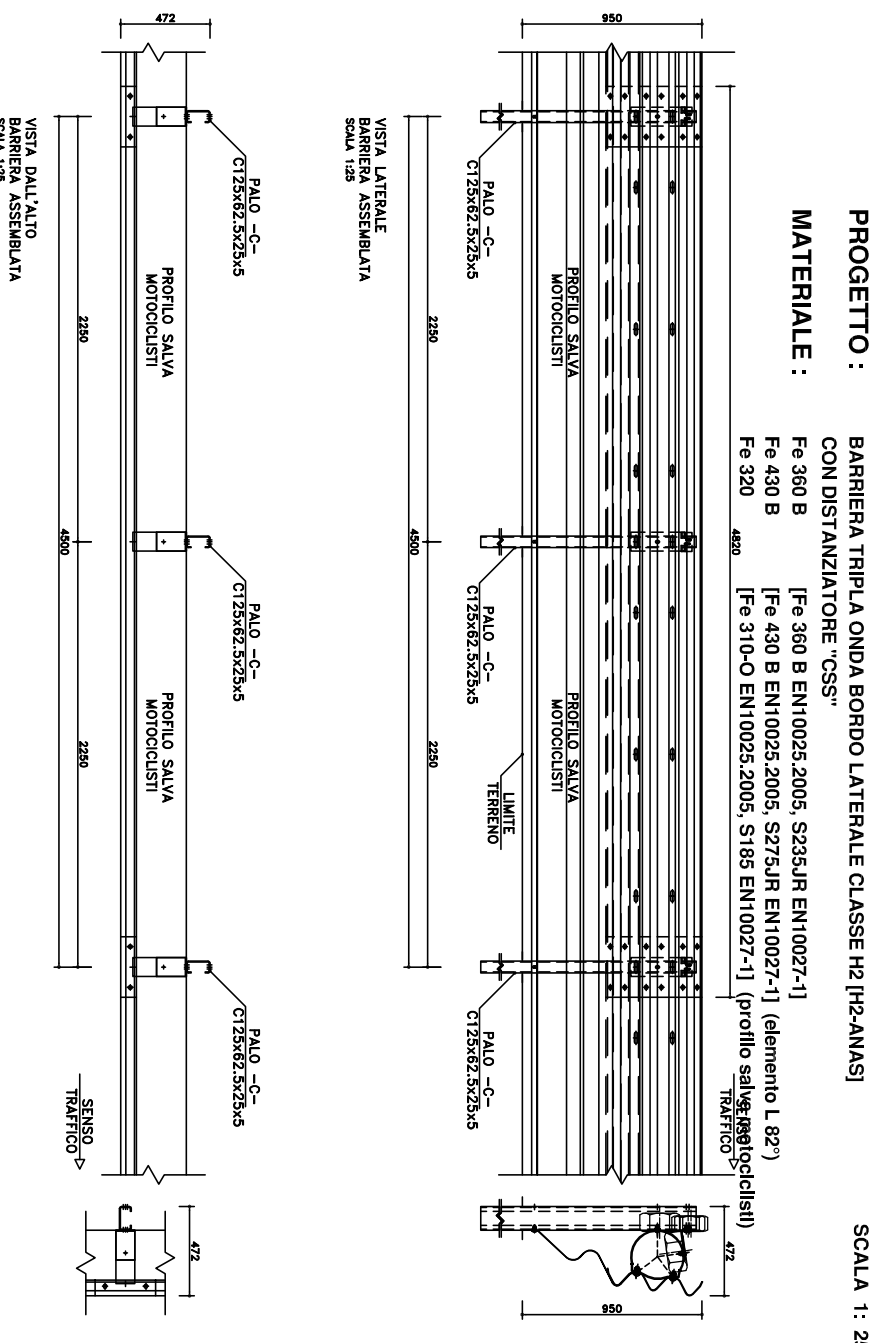 PROGETTO :
BARRIERA TRIPLA ONDA BORDO LATERALE CLASSE H2 [H2-ANAS]
CON DISTANZIATORE "CSS"
SCALA 1:
MATERIALE :
Fe 360 B [Fe 360 B EN10025.2005, S235JR EN10027-1]
Fe 430 B [Fe 430 B EN10025.2005, S275JR EN10027-1] (elemento L 82°)
Fe 320 [Fe 310-O EN10025.2005, S185 EN10027-1] (profilo salva motociclisti)
SENSO
TRAFFICO
4820
950
472
950
PROFILO SALVA
MOTOCICLISTI
PROFILO SALVA
MOTOCICLISTI
LIMITE
TERRENO
PALO -C-
C125x62.5x25x5
PALO -C-
C125x62.5x25x5
PALO -C-
C125x62.5x25x5
2250
2250
4500
VISTA LATERALE
BARRIERA ASSEMBLATA
SCALA 1:25
PALO -C-
C125x62.5x25x5
PALO -C-
C125x62.5x25x5
PALO -C-
C125x62.5x25x5
472
472
PROFILO SALVA
MOTOCICLISTI
PROFILO SALVA
MOTOCICLISTI
2250
2250
4500
SENSO
TRAFFICO
VISTA DALL'ALTO
BARRIERA ASSEMBLATA
SCALA 1:25